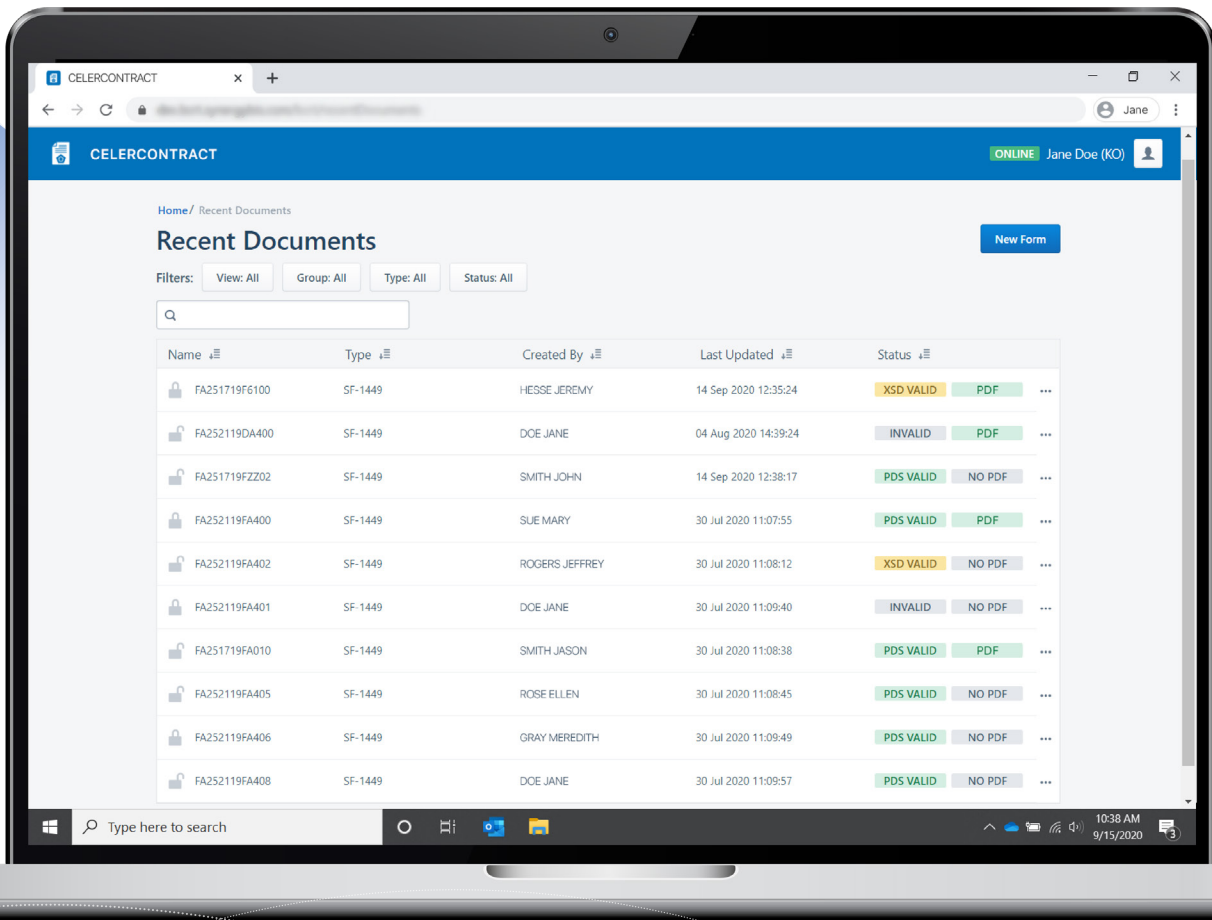 CELERCONTRACT
Jane
CELERCONTRACT ONLINE Jane Doe (KO)
Home/ Recent Documents
Recent Documents New Form
Filters: View: All Group: All Type: All Status: All
Name Type Created By Last Updated Status
FA251719F6100 SF-1449 HESSE JEREMY 14 Sep 2020 12:35:24 XSD VALID PDF
FA252119DA400 SF-1449 DOE JANE 04 Aug 2020 14:39:24 INVALID PDF
FA251719FZZ02 SF-1449 SMITH JOHN 14 Sep 2020 12:38:17 PDS VALID NO PDF
FA252119FA400 SF-1449 SUE MARY 30 Jul 2020 11:07:55 PDS VALID PDF
FA252119FA402 SF-1449 ROGERS JEFFREY 30 Jul 2020 11:08:12 XSD VALID NO PDF
FA252119FA401 SF-1449 DOE JANE 30 Jul 2020 11:09:40 INVALID NO PDF
FA251719FA010 SF-1449 SMITH JASON 30 Jul 2020 11:08:38 PDS VALID PDF
FA252119FA405 SF-1449 ROSE ELLEN 30 Jul 2020 11:08:45 PDS VALID NO PDF
FA252119FA406 SF-1449 GRAY MEREDITH 30 Jul 2020 11:09:49 PDS VALID NO PDF
FA252119FA408 SF-1449 DOE JANE 30 Jul 2020 11:09:57 PDS VALID NO PDF
Type here to search 10:38 AM
9/15/2020 3